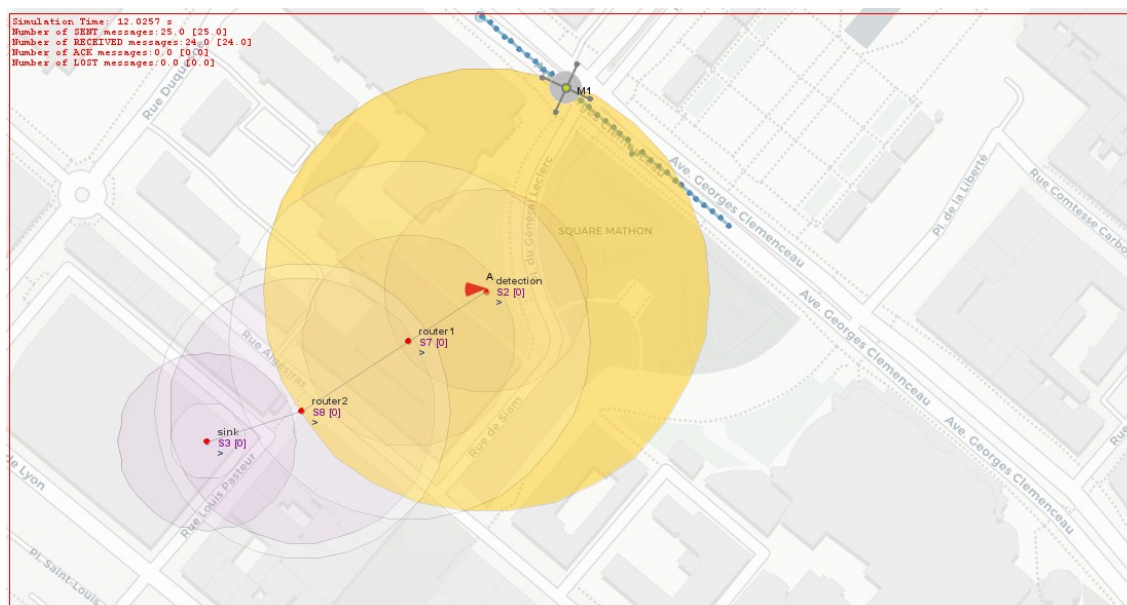 Simulation Time: 12.0257 s
Number of SENT messages:25.0 [25.0]
Number of RECEIVED messages:24.0 [24.0]
Number of ACK messages:0.0 [0.0]
Number of LOST messages:0.0 [0.0]
Rue Duquesne
M1
Ave. Georges Clemenceau
Pl. de la Liberté
Rue Comtesse Carbo
du Général Leclerc
SQUARE MATHON
A
detection
S2 [0]
>
router1
S7 [0]
>
Rue Algésiras
Ave. Georges Clemenceau
router2
S8 [0]
>
Rue de Siam
sink
S3 [0]
>
Rue Louis Pasteur
de Lyon
Ave. Georges Clemenceau
Pl. Saint-Louis